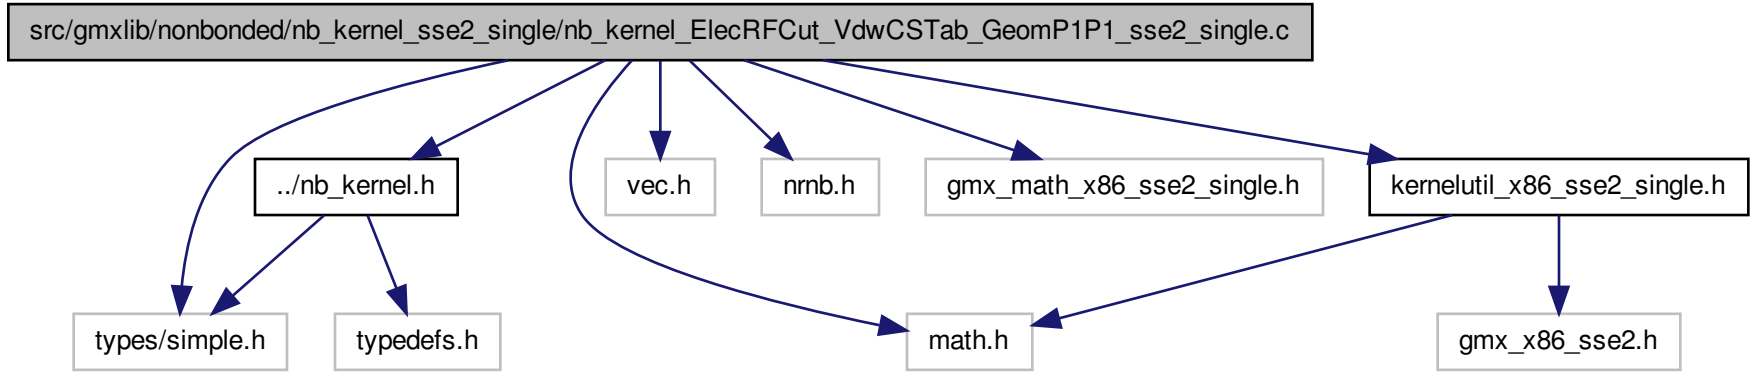 src/gmxlib/nonbonded/nb_kernel_sse2_single/nb_kernel_ElecRFCut_VdwCSTab_GeomP1P1_sse2_single.c
../nb_kernel.h
vec.h
nrnb.h
gmx_math_x86_sse2_single.h
kernelutil_x86_sse2_single.h
types/simple.h
typedefs.h
math.h
gmx_x86_sse2.h